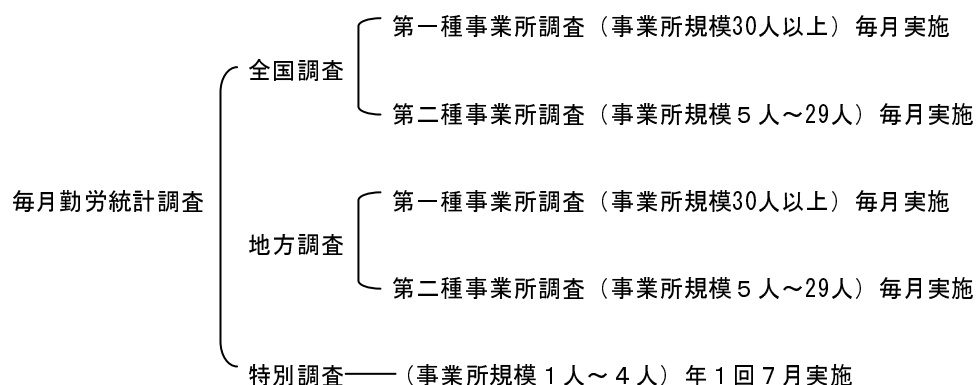 第一種事業所調査（事業所規模30人以上）毎月実施
全国調査
第二種事業所調査（事業所規模５人～29人）毎月実施
毎月勤労統計調査
第一種事業所調査（事業所規模30人以上）毎月実施
地方調査
第二種事業所調査（事業所規模５人～29人）毎月実施
特別調査（事業所規模１人～４人）年１回７月実施